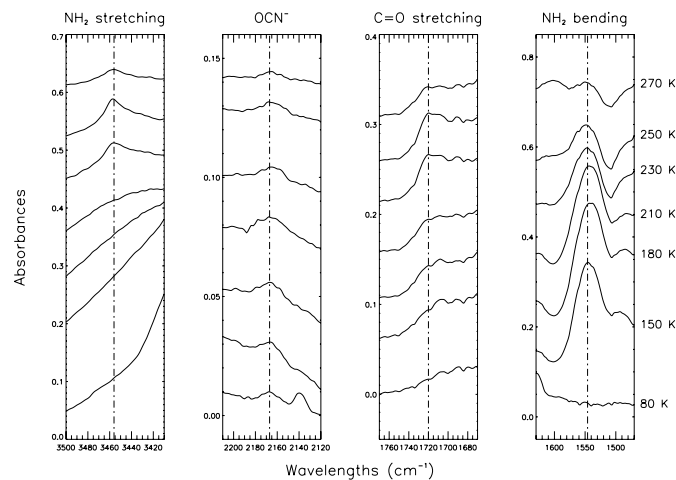 NH₂ stretching
OCN⁻
C=O stretching
NH₂ bending
0.7
0.6
0.5
0.4
0.3
0.2
0.1
0.0
0.15
0.10
0.05
0.00
0.4
0.3
0.2
0.1
0.0
0.8
0.6
0.4
0.2
0.0
270 K
250 K
230 K
210 K
180 K
150 K
80 K
Absorbances
3500 3480 3460 3440 3420
2200 2180 2160 2140 2120
1760 1740 1720 1700 1680
1600 1550 1500
Wavelengths (cm⁻¹)